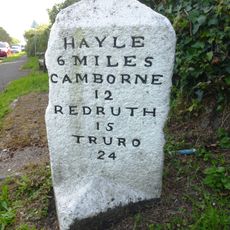 HAYLE
6 MILES
CAMBORNE
12
REDRUTH
15
TRURO
24